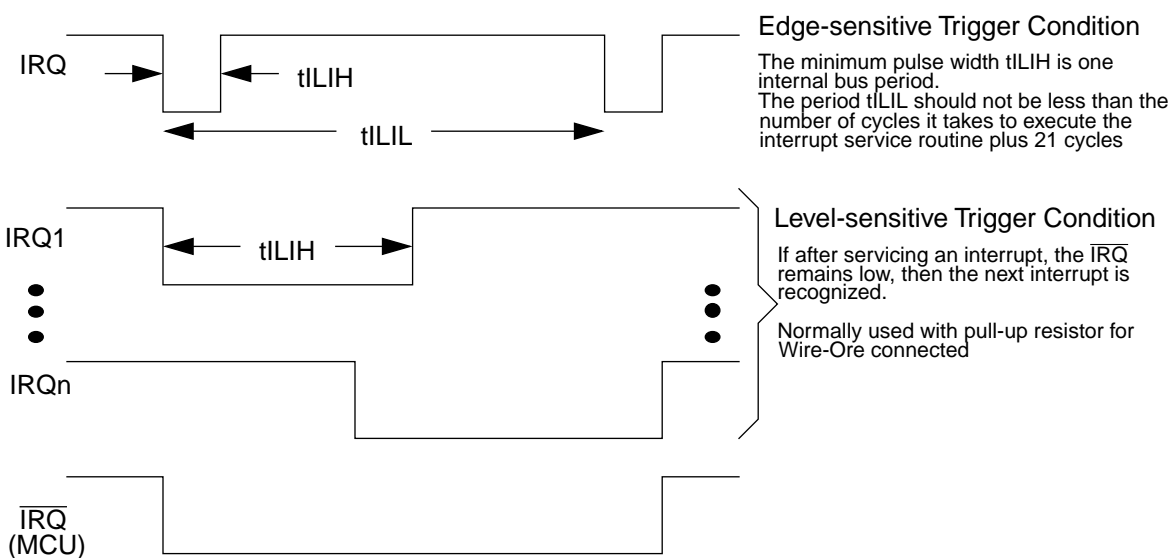 Edge-sensitive Trigger Condition
IRQ
tILIH
The minimum pulse width tILIH is one
internal bus period.
The period tILIL should not be less than the
number of cycles it takes to execute the
interrupt service routine plus 21 cycles
tILIL
IRQ1
tILIH
Level-sensitive Trigger Condition
If after servicing an interrupt, the IRQ
remains low, then the next interrupt is
recognized.
Normally used with pull-up resistor for
Wire-Ore connected
IRQn
IRQ
(MCU)